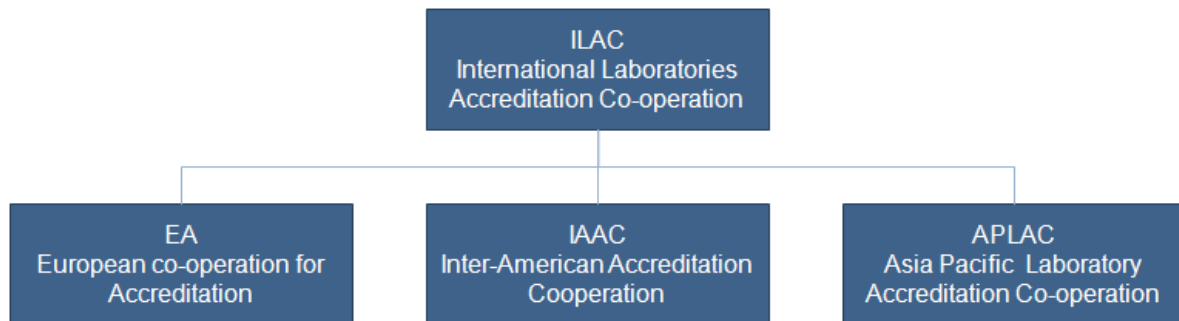 ILAC
International Laboratories
Accreditation Co-operation
EA
European co-operation for
Accreditation
IAAC
Inter-American Accreditation
Cooperation
APLAC
Asia Pacific Laboratory
Accreditation Co-operation